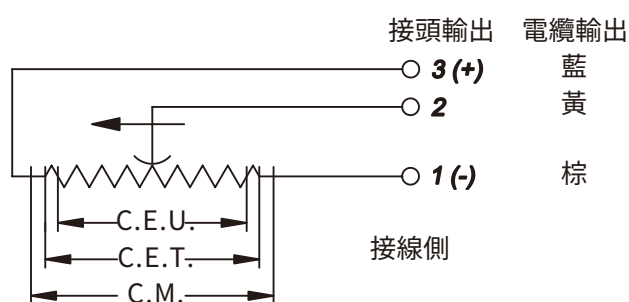 接頭輸出 電纜輸出
3 (+) 藍
2 黃
1 (-) 棕
C.E.U.
C.E.T.
接線側
C.M.